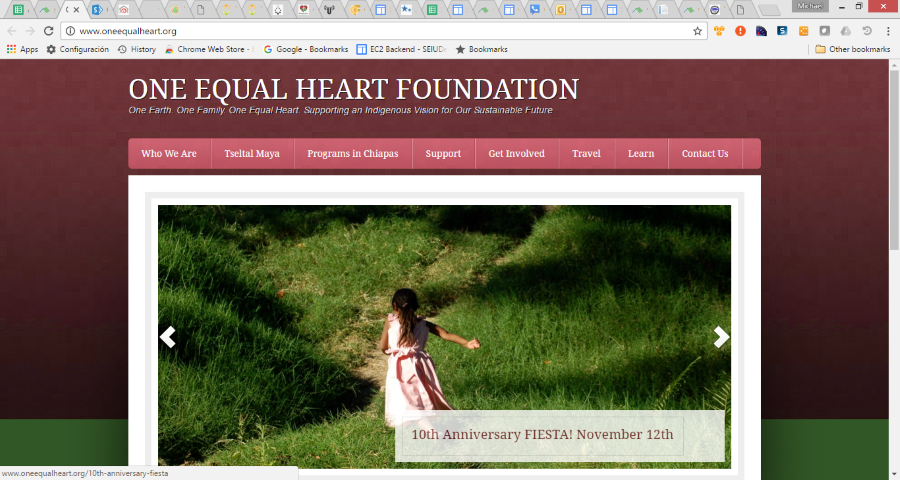 Michael
www.oneequalheart.org
Apps Configuración History Chrome Web Store - Google - Bookmarks EC2 Backend - SEIUD Bookmarks Other bookmarks
ONE EQUAL HEART FOUNDATION
One Earth. One Family. One Equal Heart. Supporting an Indigenous Vision for Our Sustainable Future
Who We Are Tseltal Maya Programs in Chiapas Support Get Involved Travel Learn Contact Us
10th Anniversary FIESTA! November 12th
www.oneequalheart.org/10th-anniversary-fiesta